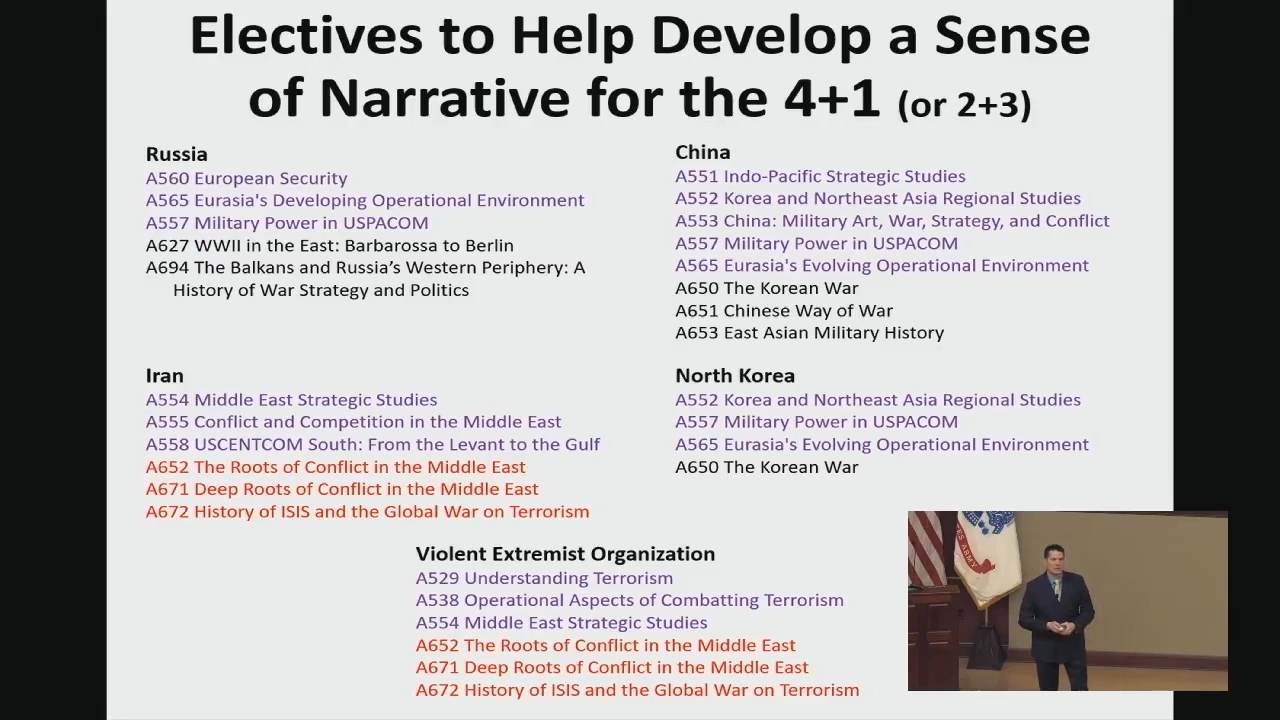 Electives to Help Develop a Sense
of Narrative for the 4+1 (or 2+3)
Russia
A560 European Security
A565 Eurasia's Developing Operational Environment
A557 Military Power in USPACOM
A627 WWII in the East: Barbarossa to Berlin
A694 The Balkans and Russia’s Western Periphery: A
History of War Strategy and Politics
China
A551 Indo-Pacific Strategic Studies
A552 Korea and Northeast Asia Regional Studies
A553 China: Military Art, War, Strategy, and Conflict
A557 Military Power in USPACOM
A565 Eurasia's Evolving Operational Environment
A650 The Korean War
A651 Chinese Way of War
A653 East Asian Military History
Iran
A554 Middle East Strategic Studies
A555 Conflict and Competition in the Middle East
A558 USCENTCOM South: From the Levant to the Gulf
A652 The Roots of Conflict in the Middle East
A671 Deep Roots of Conflict in the Middle East
A672 History of ISIS and the Global War on Terrorism
North Korea
A552 Korea and Northeast Asia Regional Studies
A557 Military Power in USPACOM
A565 Eurasia's Evolving Operational Environment
A650 The Korean War
Violent Extremist Organization
A529 Understanding Terrorism
A538 Operational Aspects of Combatting Terrorism
A554 Middle East Strategic Studies
A652 The Roots of Conflict in the Middle East
A671 Deep Roots of Conflict in the Middle East
A672 History of ISIS and the Global War on Terrorism
ARMY